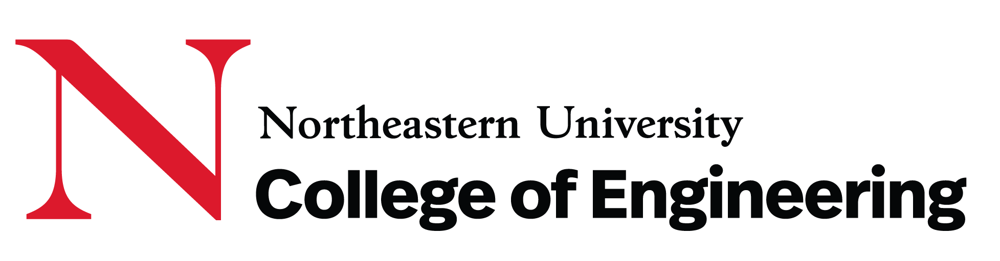 N
Northeastern University
College of Engineering